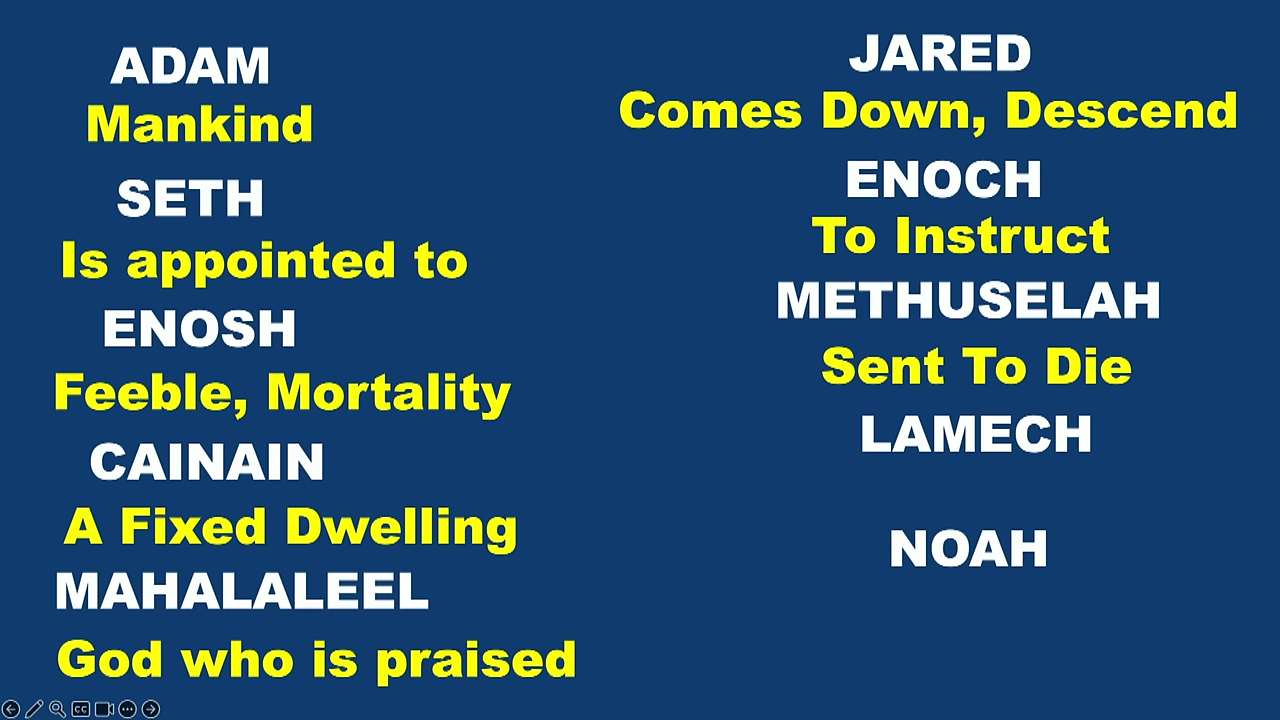 ADAM
Mankind
SETH
Is appointed to
ENOSH
Feeble, Mortality
CAINAIN
A Fixed Dwelling
MAHALALEEL
God who is praised
JARED
Comes Down, Descend
ENOCH
To Instruct
METHUSELAH
Sent To Die
LAMECH
NOAH
CC